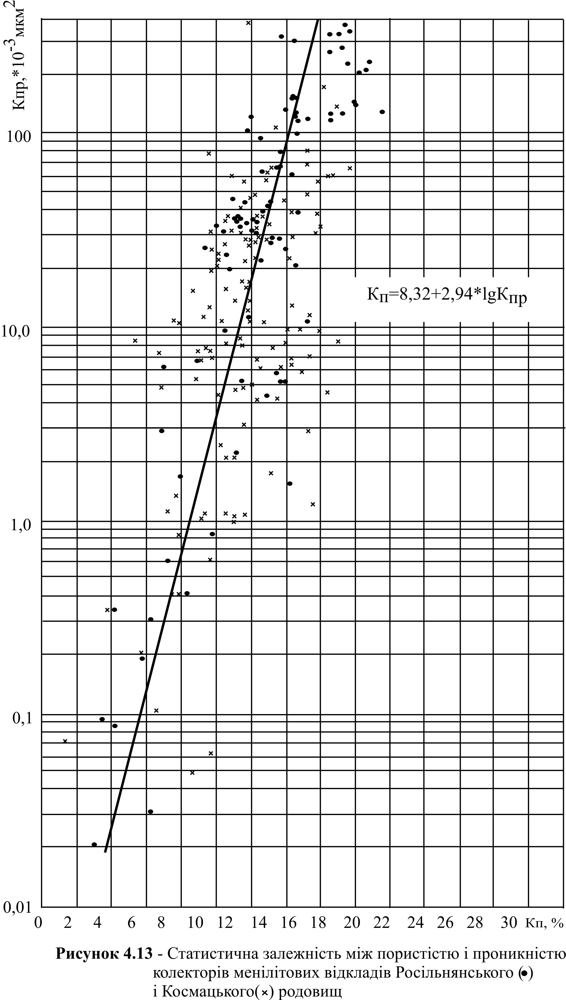 Кпр,*10-3мкм2
100
10,0
1,0
0,1
0,01
Кп=8,32+2,94*lgКпр
0 2 4 6 8 10 12 14 16 18 20 22 24 26 28 30 Кп, %
Рисунок 4.13 - Статистична залежність між пористістю і проникністю
колекторів менілітових відкладів Росільнянського (●)
і Космацького(×) родовищ